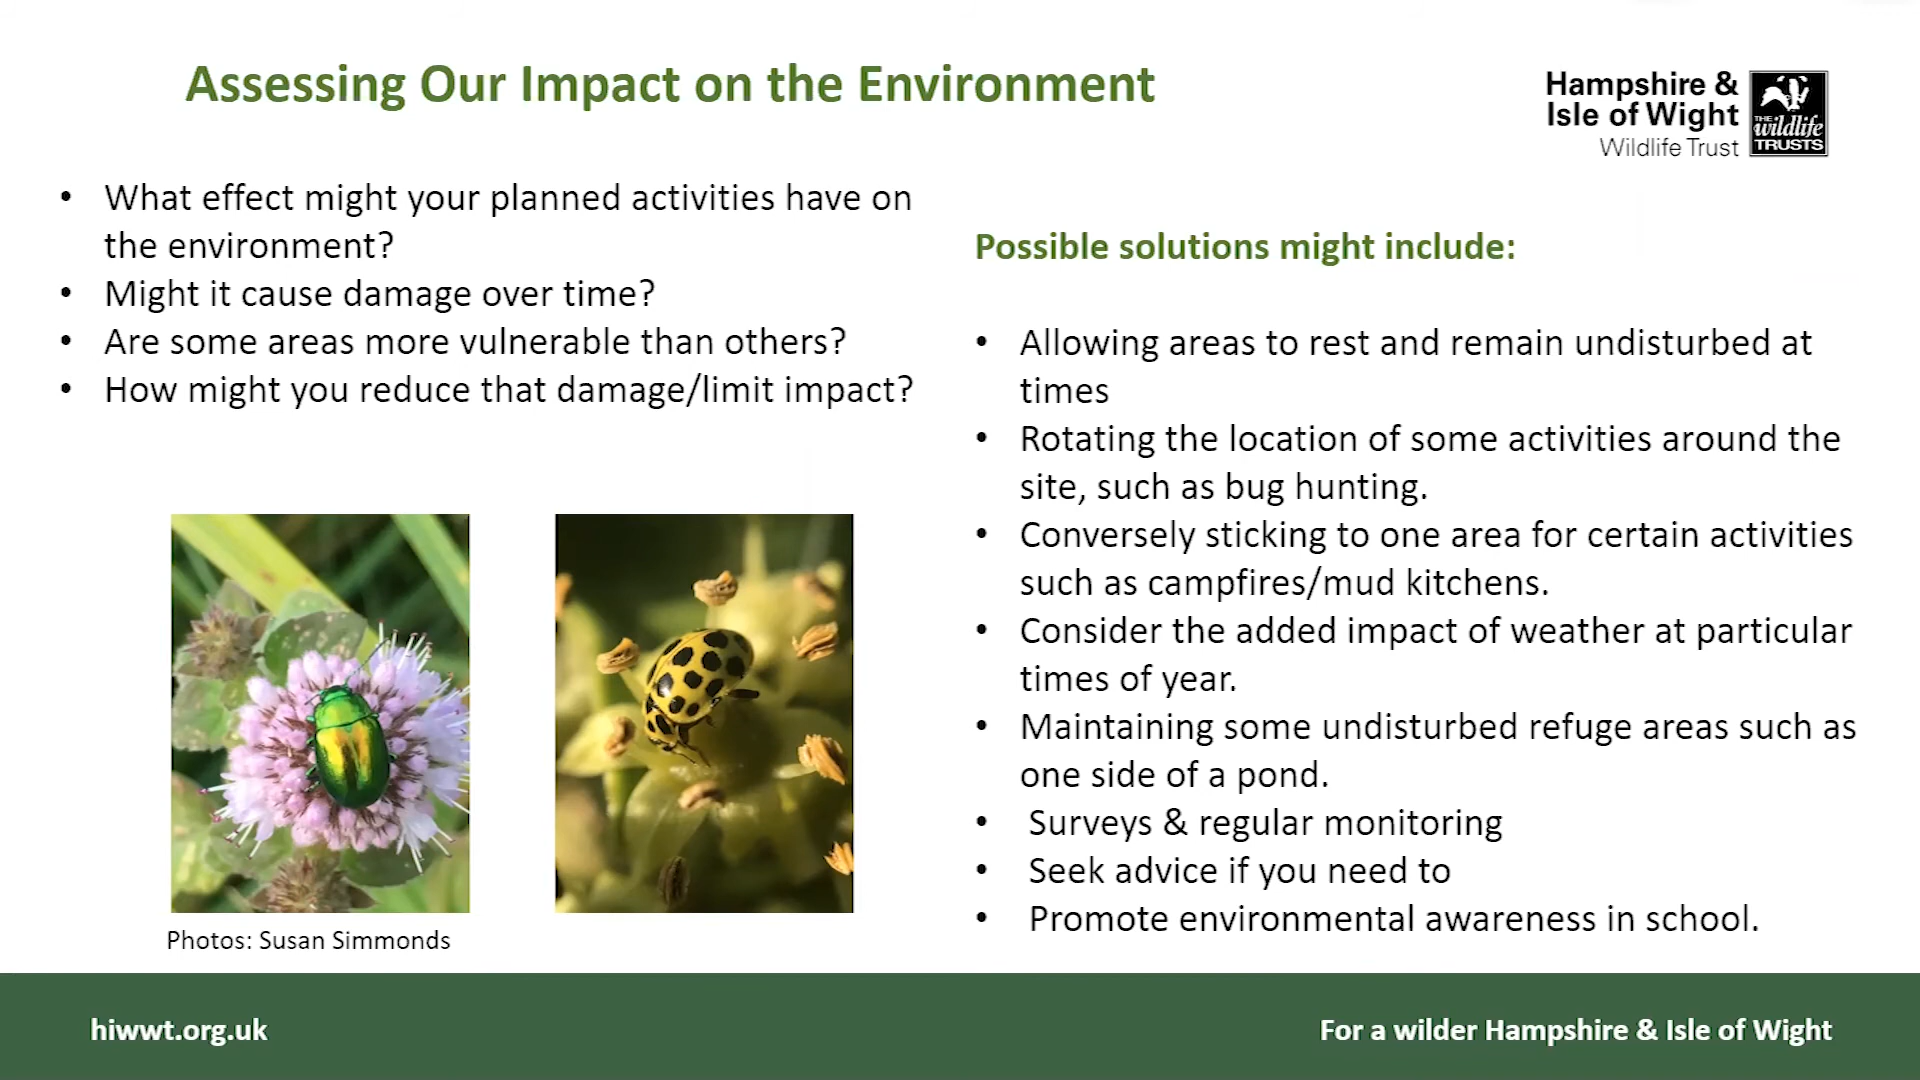 Assessing Our Impact on the Environment
Hampshire &
Isle of Wight
Wildlife Trust
THE
wildlife
TRUSTS
• What effect might your planned activities have on
the environment?
• Might it cause damage over time?
• Are some areas more vulnerable than others?
• How might you reduce that damage/limit impact?
Photos: Susan Simmonds
Possible solutions might include:
• Allowing areas to rest and remain undisturbed at
times
• Rotating the location of some activities around the
site, such as bug hunting.
• Conversely sticking to one area for certain activities
such as campfires/mud kitchens.
• Consider the added impact of weather at particular
times of year.
• Maintaining some undisturbed refuge areas such as
one side of a pond.
• Surveys & regular monitoring
• Seek advice if you need to
• Promote environmental awareness in school.
hiwwt.org.uk
For a wilder Hampshire & Isle of Wight